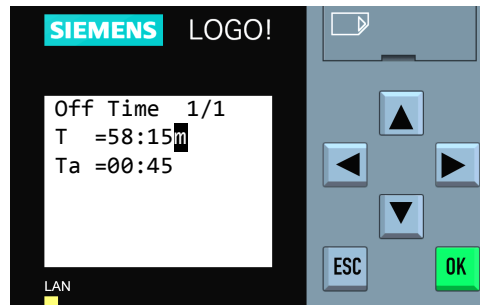 SIEMENS LOGO!
Off Time 1/1
T =58:15m
Ta =00:45
ESC OK
LAN